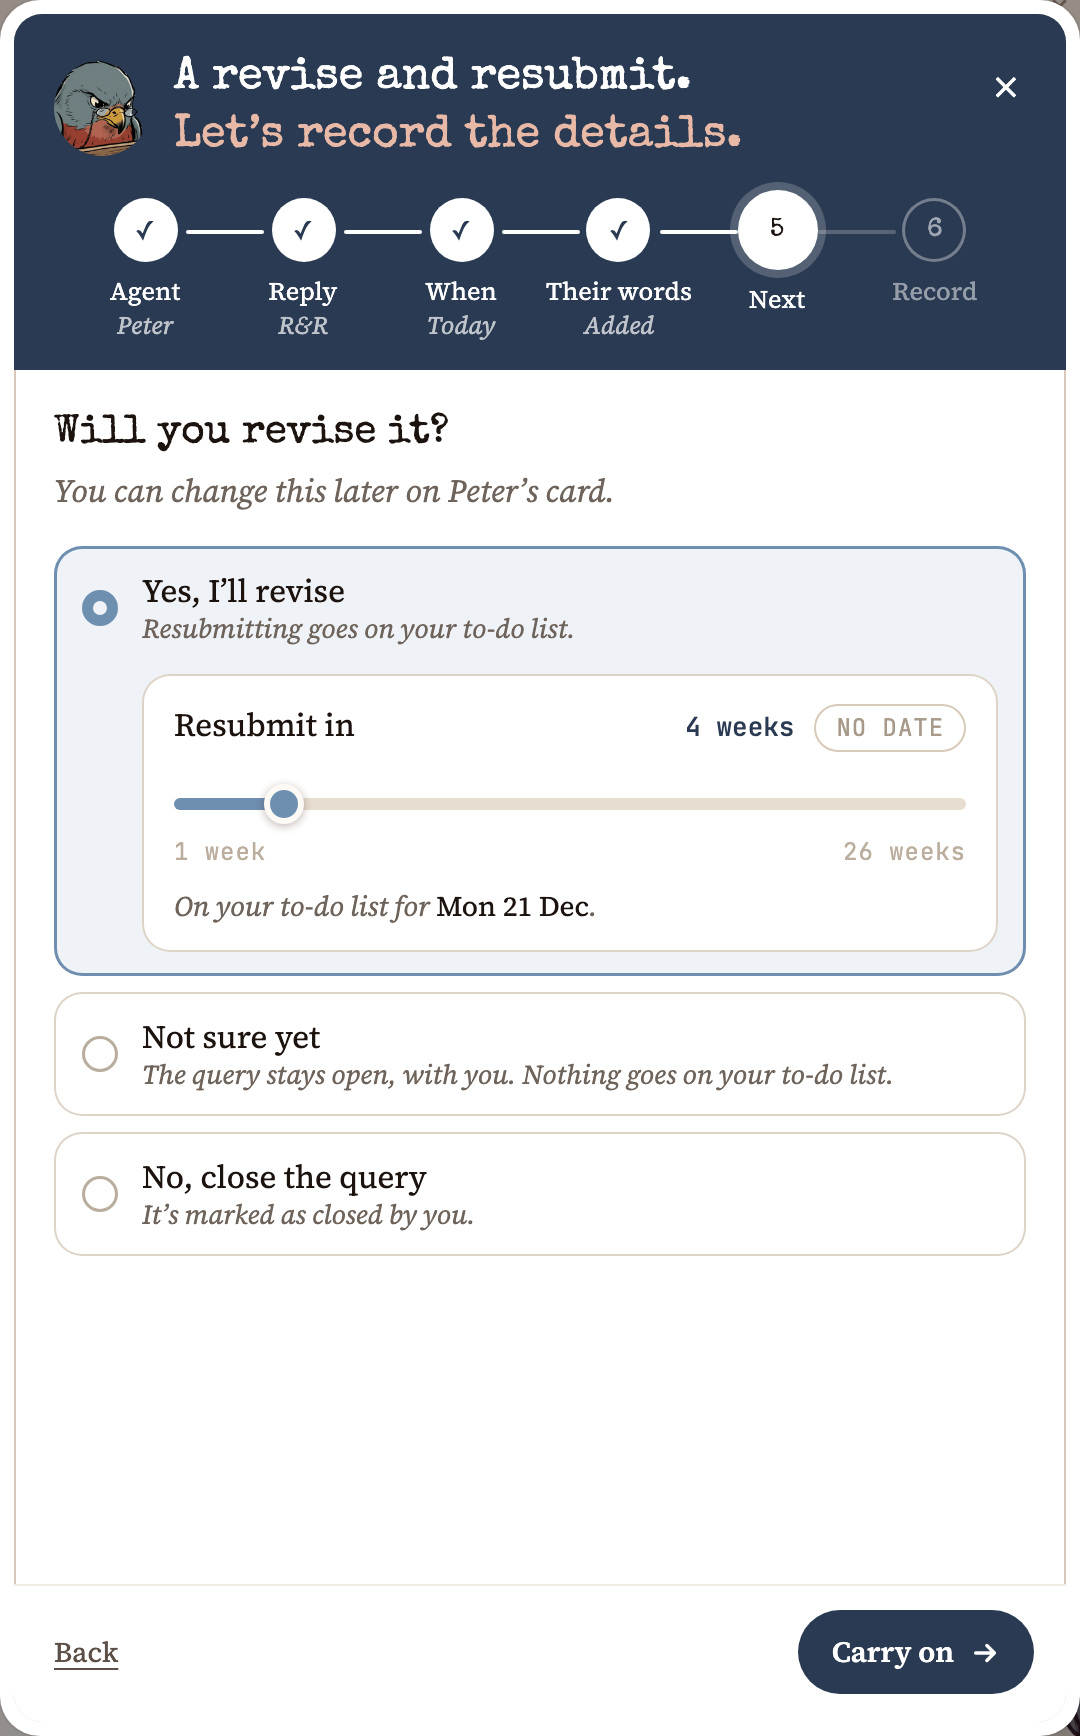 A revise and resubmit.
Let's record the details.
✓ ✓ ✓ ✓ 5 6
Agent Reply When Their words Next Record
Peter R&R Today Added
Will you revise it?
You can change this later on Peter's card.
Yes, I'll revise
Resubmitting goes on your to-do list.
Resubmit in 4 weeks NO DATE
1 week 26 weeks
On your to-do list for Mon 21 Dec.
Not sure yet
The query stays open, with you. Nothing goes on your to-do list.
No, close the query
It's marked as closed by you.
Back Carry on →